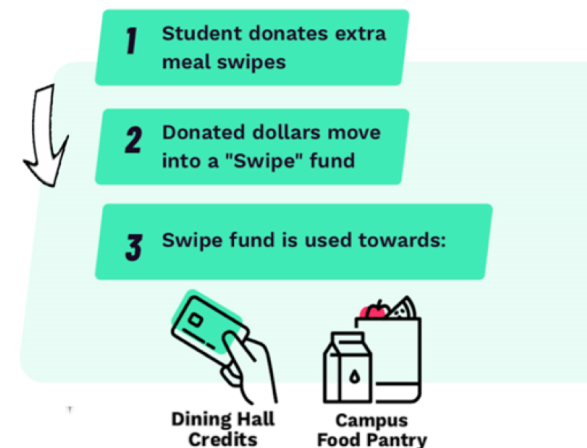 1 Student donates extra
meal swipes
2 Donated dollars move
into a "Swipe" fund
3 Swipe fund is used towards:
Dining Hall
Credits
Campus
Food Pantry